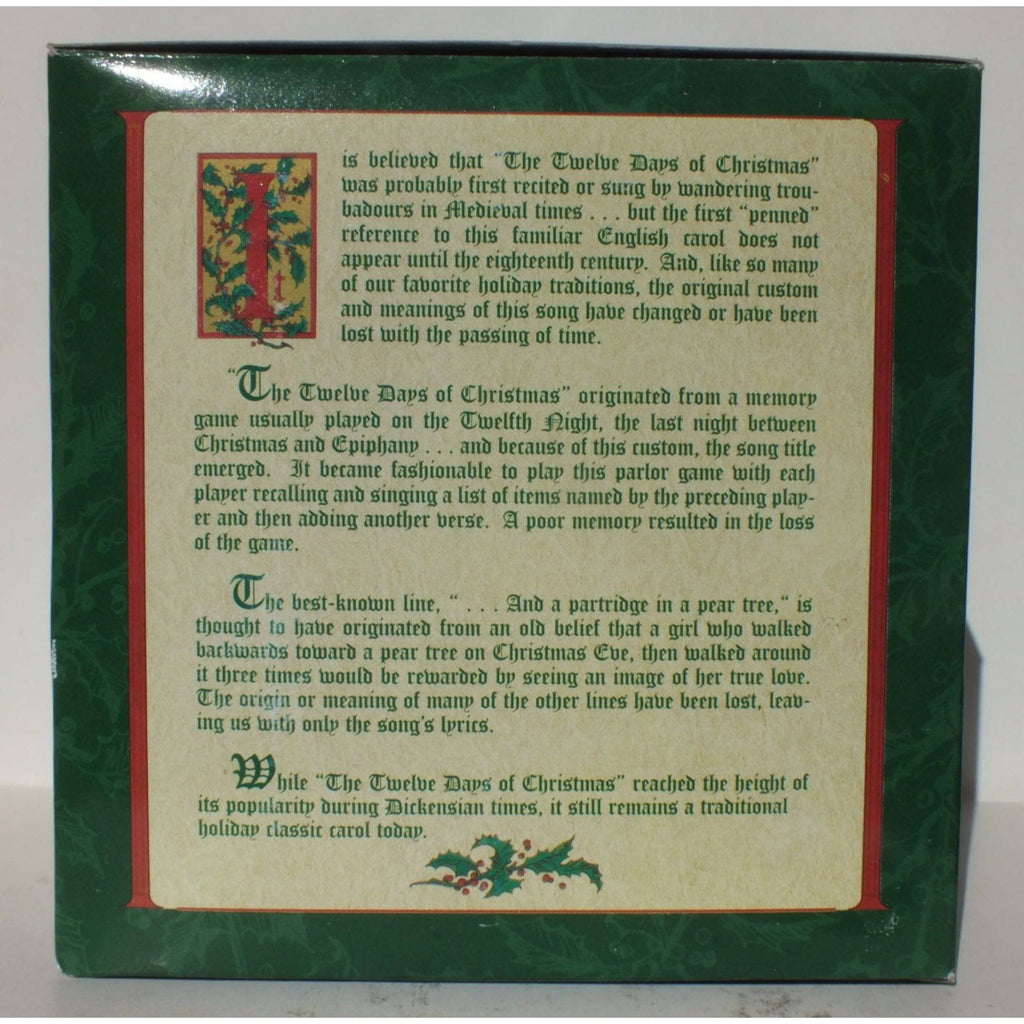 It is believed that "The Twelve Days of Christmas"
was probably first recited or sung by wandering trou-
badours in Medieval times . . . but the first "penned"
reference to this familiar English carol does not
appear until the eighteenth century. And, like so many
of our favorite holiday traditions, the original custom
and meanings of this song have changed or have been
lost with the passing of time.
"The Twelve Days of Christmas" originated from a memory
game usually played on the Twelfth Night, the last night between
Christmas and Epiphany . . . and because of this custom, the song title
emerged. It became fashionable to play this parlor game with each
player recalling and singing a list of items named by the preceding play-
er and then adding another verse. A poor memory resulted in the loss
of the game.
The best-known line, " . . . And a partridge in a pear tree," is
thought to have originated from an old belief that a girl who walked
backwards toward a pear tree on Christmas Eve, then walked around
it three times would be rewarded by seeing an image of her true love.
The origin or meaning of many of the other lines have been lost, leav-
ing us with only the song's lyrics.
While "The Twelve Days of Christmas" reached the height of
its popularity during Dickensian times, it still remains a traditional
holiday classic carol today.